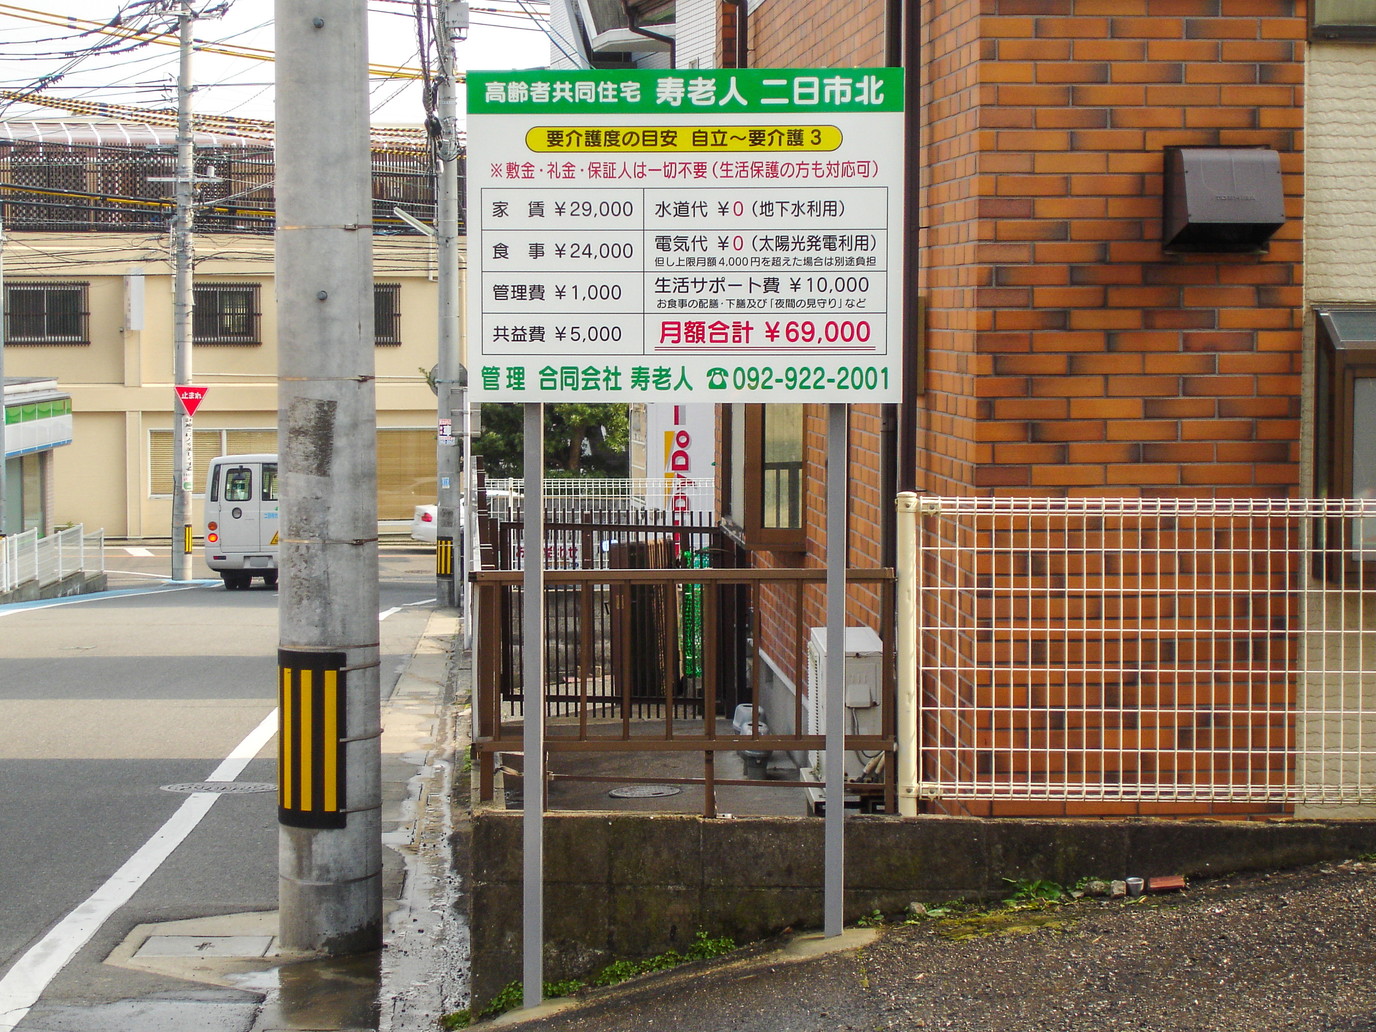 高齢者共同住宅 寿老人 二日市北
要介護度の目安 自立～要介護3
※敷金・礼金・保証人は一切不要(生活保護の方も対応可)
家 賃 ¥29,000
水道代 ¥0(地下水利用)
食 事 ¥24,000
電気代 ¥0(太陽光発電利用)
但し上限月額4,000円を超えた場合は別途負担
管理費 ¥1,000
生活サポート費 ¥10,000
お食事の配膳・下膳及び「夜間の見守り」など
共益費 ¥5,000
月額合計 ¥69,000
管理 合同会社 寿老人 ☎092-922-2001
止まれ
DyDo